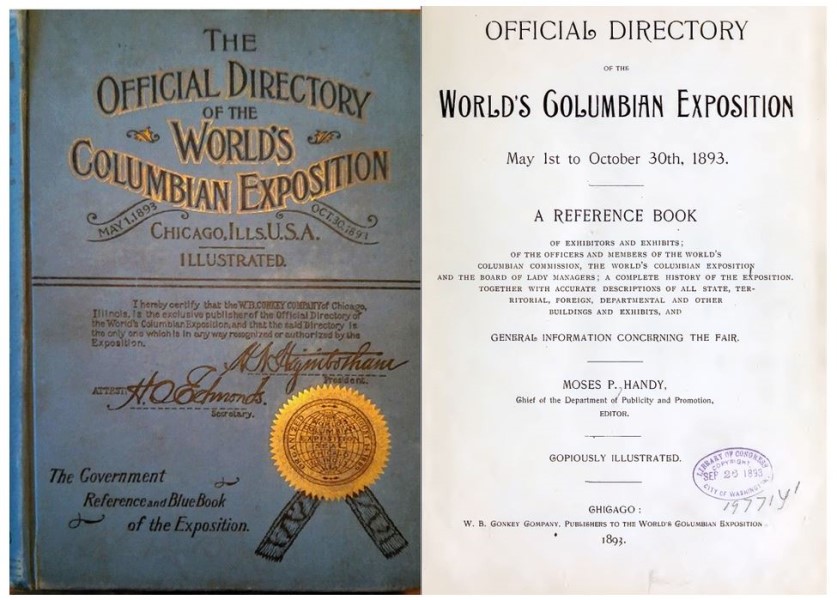 THE
OFFICIAL DIRECTORY
OF THE
WORLD'S
COLUMBIAN EXPOSITION
MAY 1, 1893 OCT. 30, 1893
CHICAGO, ILLS. U.S.A.
ILLUSTRATED.
I hereby certify that the W.B. CONKEY COMPANY of Chicago,
Illinois, is the exclusive publisher of the Official Directory of
the World's Columbian Exposition, and that the said Directory is
the only one which is in any way recognized or authorized by the
Exposition.
H.N. Higinbotham
President.
ATTEST: H.O. Edmonds.
Secretary.
The Government
Reference and Blue Book
of the Exposition.
OFFICIAL DIRECTORY
OF THE
WORLD'S COLUMBIAN EXPOSITION
May 1st to October 30th, 1893.
A REFERENCE BOOK
OF EXHIBITORS AND EXHIBITS;
OF THE OFFICERS AND MEMBERS OF THE WORLD'S
COLUMBIAN COMMISSION, THE WORLD'S COLUMBIAN EXPOSITION
AND THE BOARD OF LADY MANAGERS; A COMPLETE HISTORY OF THE EXPOSITION.
TOGETHER WITH ACCURATE DESCRIPTIONS OF ALL STATE, TER-
RITORIAL, FOREIGN, DEPARTMENTAL AND OTHER
BUILDINGS AND EXHIBITS, AND
GENERAL INFORMATION CONCERNING THE FAIR.
MOSES P. HANDY,
Chief of the Department of Publicity and Promotion,
EDITOR.
COPIOUSLY ILLUSTRATED.
LIBRARY OF CONGRESS
COPYRIGHT
SEP 26 1893
CITY OF WASHINGTON
19771Y1
CHICAGO:
W. B. CONKEY COMPANY, PUBLISHERS TO THE WORLD'S COLUMBIAN EXPOSITION.
1893.